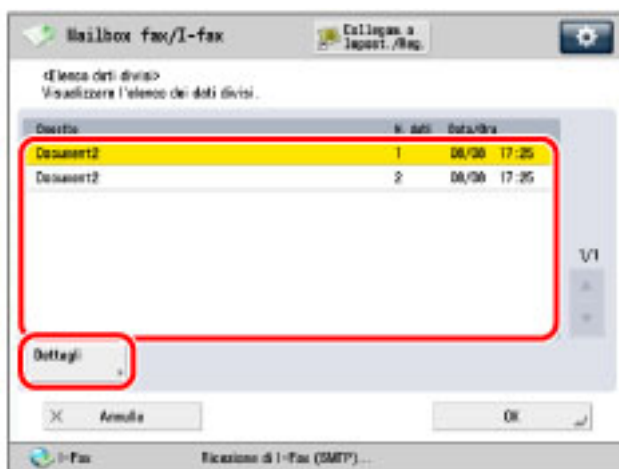 Mailbox fax/I-fax
Collegam. a
Impost./Reg.
<Elenco dati divisi>
Visualizzare l'elenco dei dati divisi.
Oggetto N. dati Data/Ora
Document2 1 08/08 17:25
Document2 2 08/08 17:25
1/1
Dettagli
Annulla OK
I-Fax Ricezione di I-Fax (SMTP)...